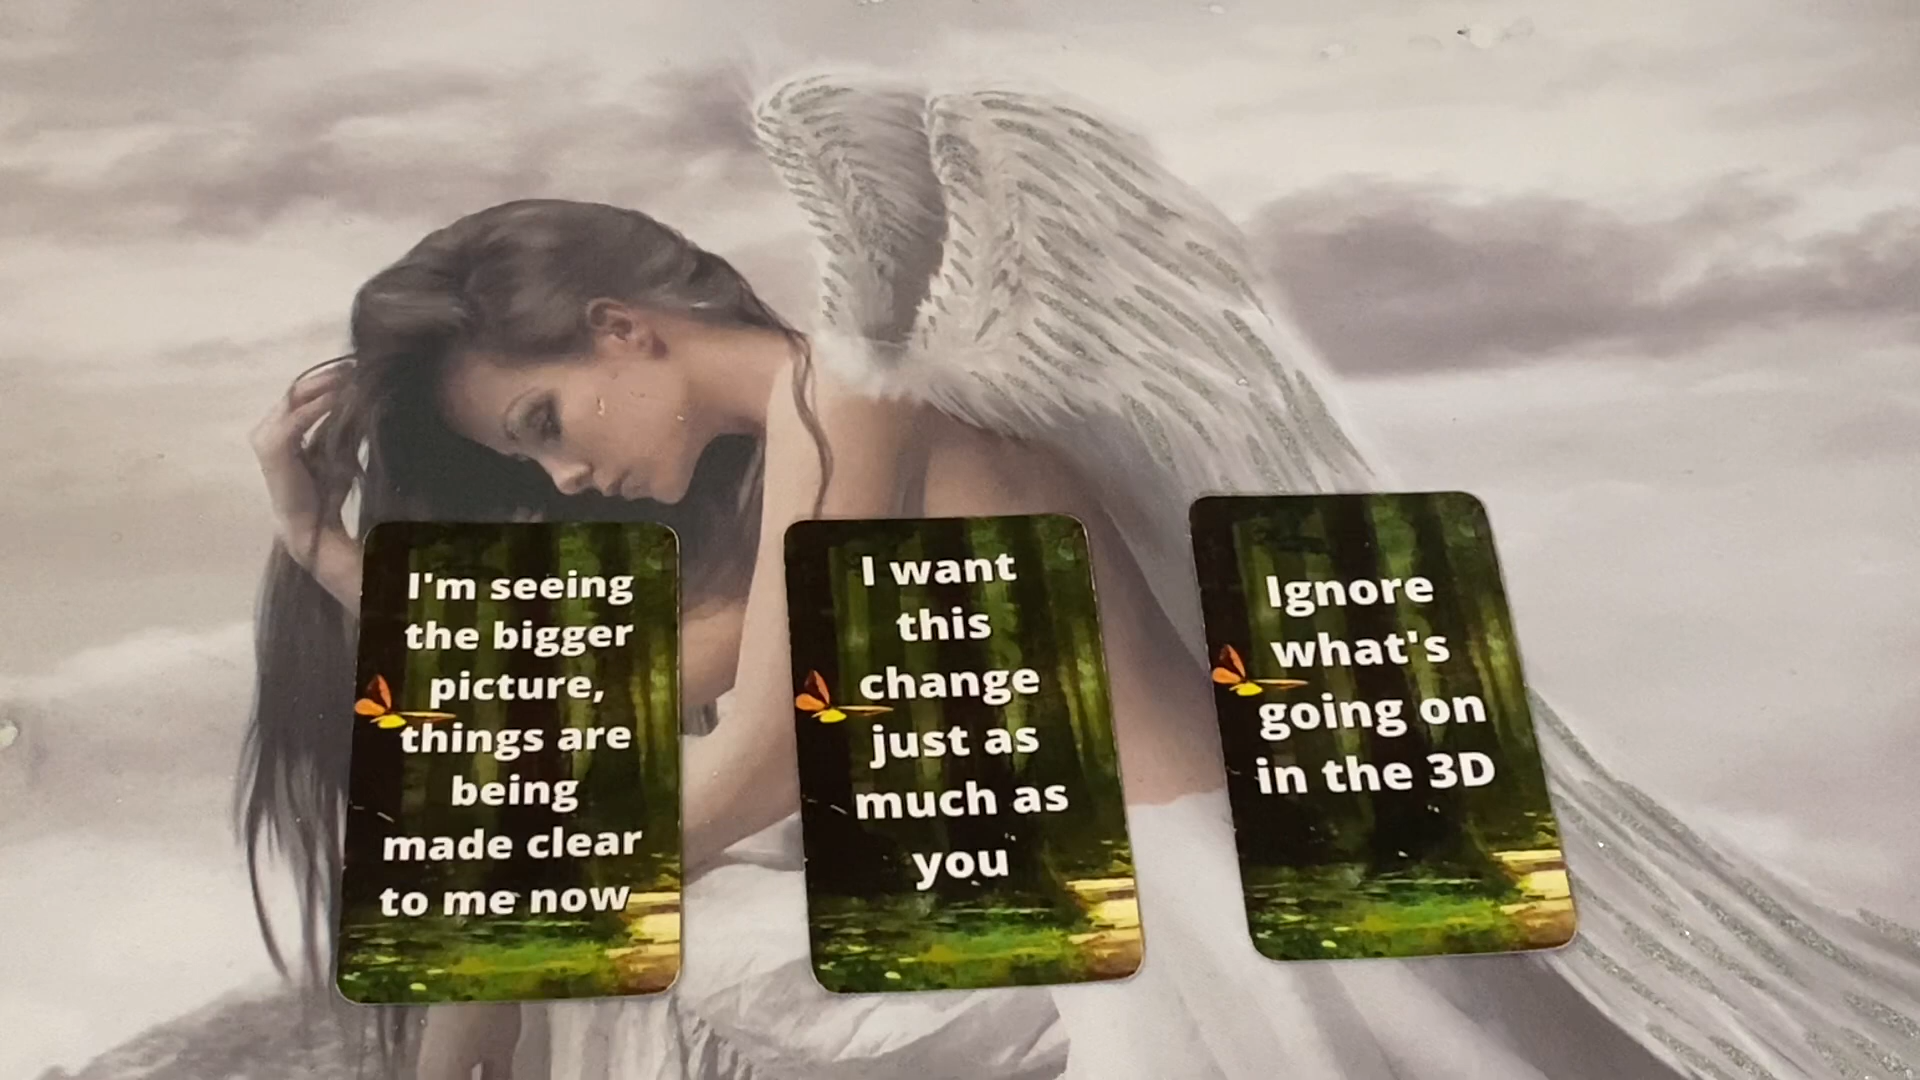 I'm seeing
the bigger
picture,
things are
being
made clear
to me now
I want
this
change
just as
much as
you
Ignore
what's
going on
in the 3D